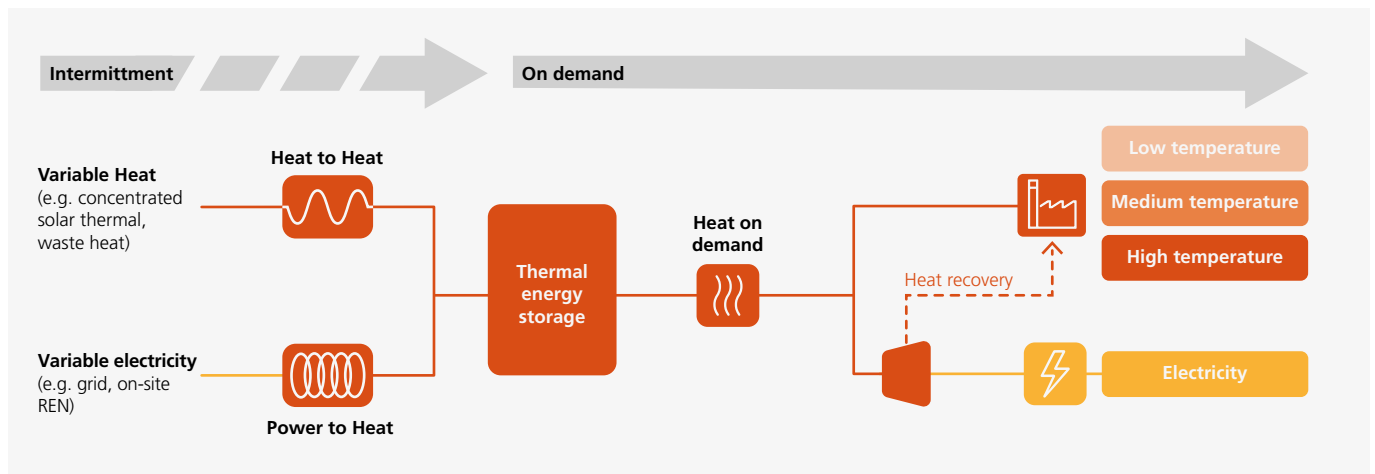 Intermittment
On demand
Heat to Heat
Variable Heat
(e.g. concentrated
solar thermal,
waste heat)
Variable electricity
(e.g. grid, on-site
REN)
Power to Heat
Thermal
energy
storage
Heat on
demand
Heat recovery
Low temperature
Medium temperature
High temperature
Electricity